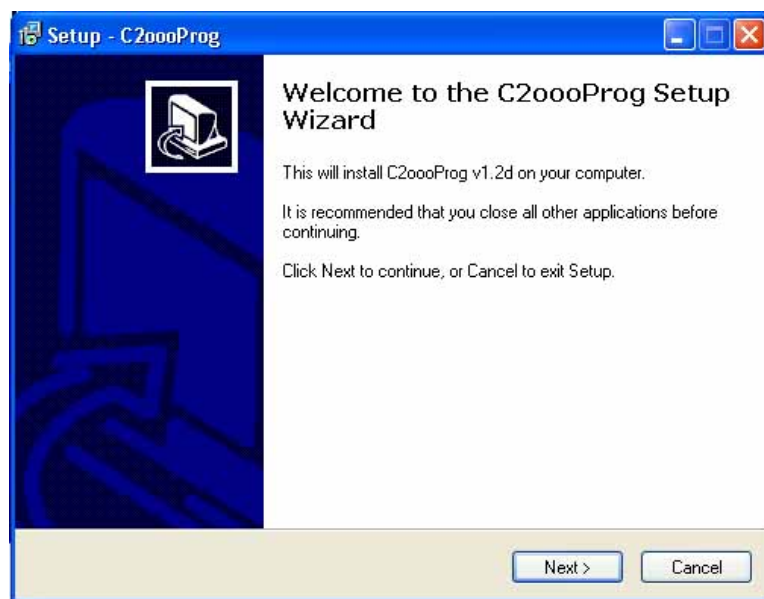 Setup - C2oooProg
Welcome to the C2oooProg Setup
Wizard
This will install C2oooProg v1.2d on your computer.
It is recommended that you close all other applications before
continuing.
Click Next to continue, or Cancel to exit Setup.
Next >
Cancel